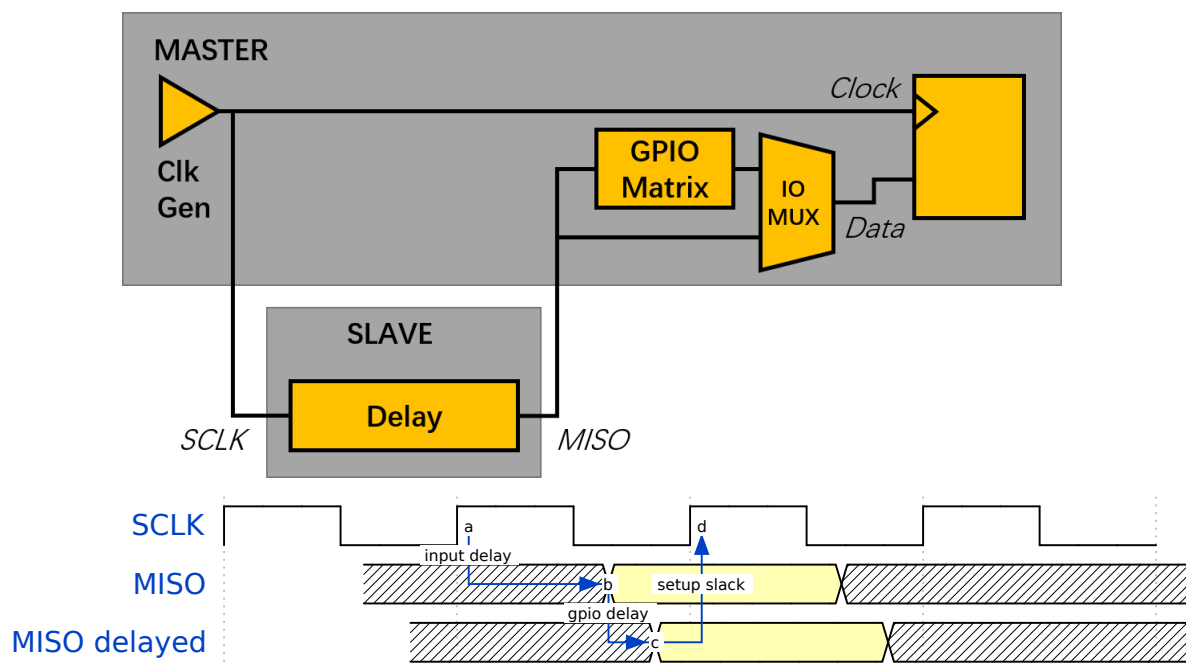 MASTER
Clk
Gen
Clock
GPIO
Matrix
IO
MUX
Data
SLAVE
Delay
SCLK
MISO
SCLK
a
d
input delay
MISO
b
setup slack
gpio delay
MISO delayed
c